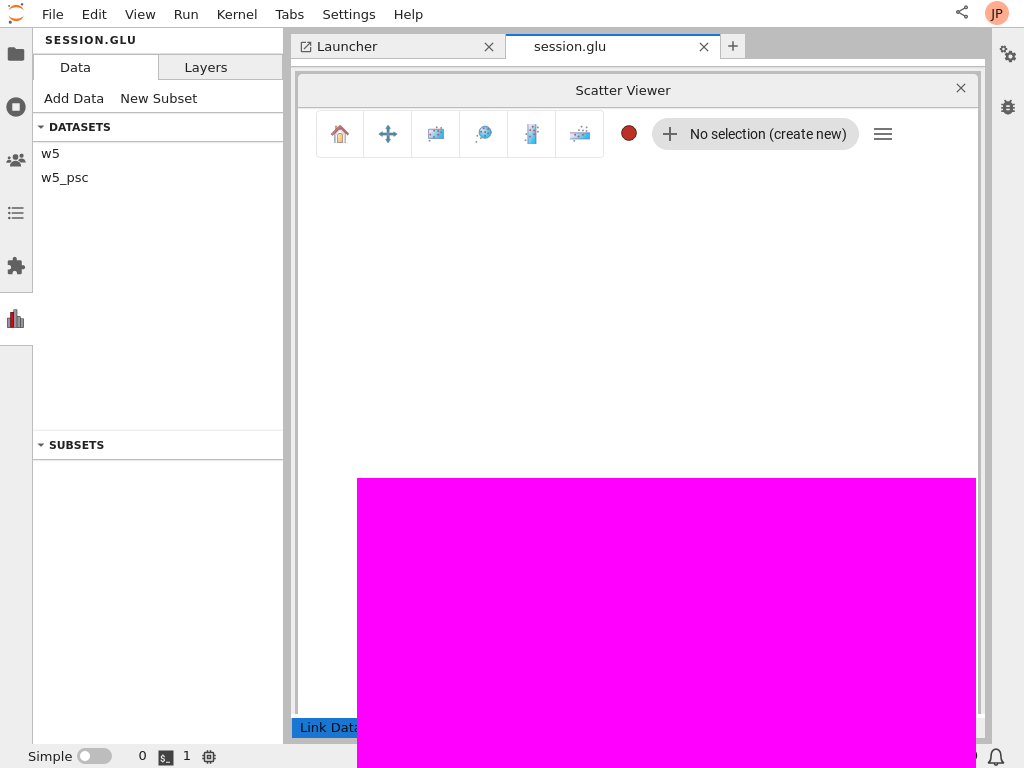 File Edit View Run Kernel Tabs Settings Help
JP
SESSION.GLU
Launcher
session.glu
Data Layers
Scatter Viewer
Add Data New Subset
DATASETS
No selection (create new)
w5
w5_psc
SUBSETS
Link Data
Simple 0 1